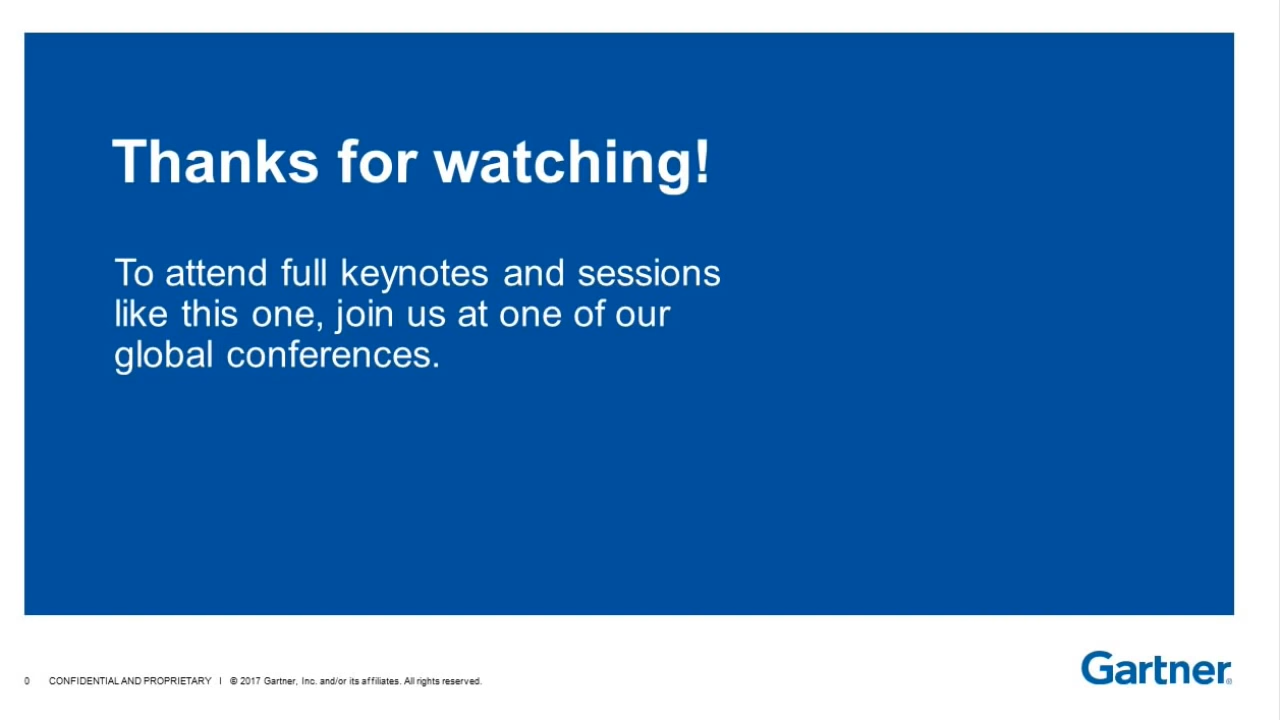 Thanks for watching!
To attend full keynotes and sessions
like this one, join us at one of our
global conferences.
0 CONFIDENTIAL AND PROPRIETARY I © 2017 Gartner, Inc. and/or its affiliates. All rights reserved.
Gartner®